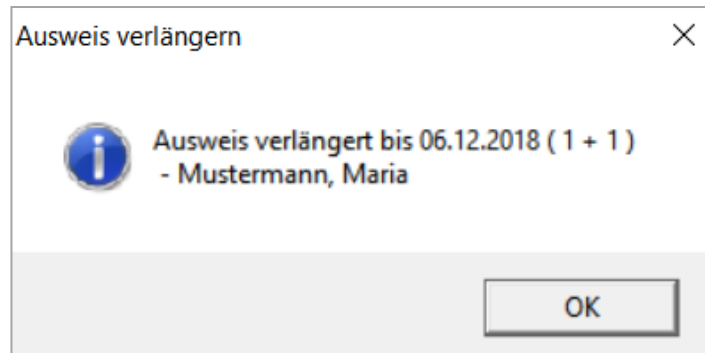 Ausweis verlängern
Ausweis verlängert bis 06.12.2018 ( 1 + 1 )
- Mustermann, Maria
OK